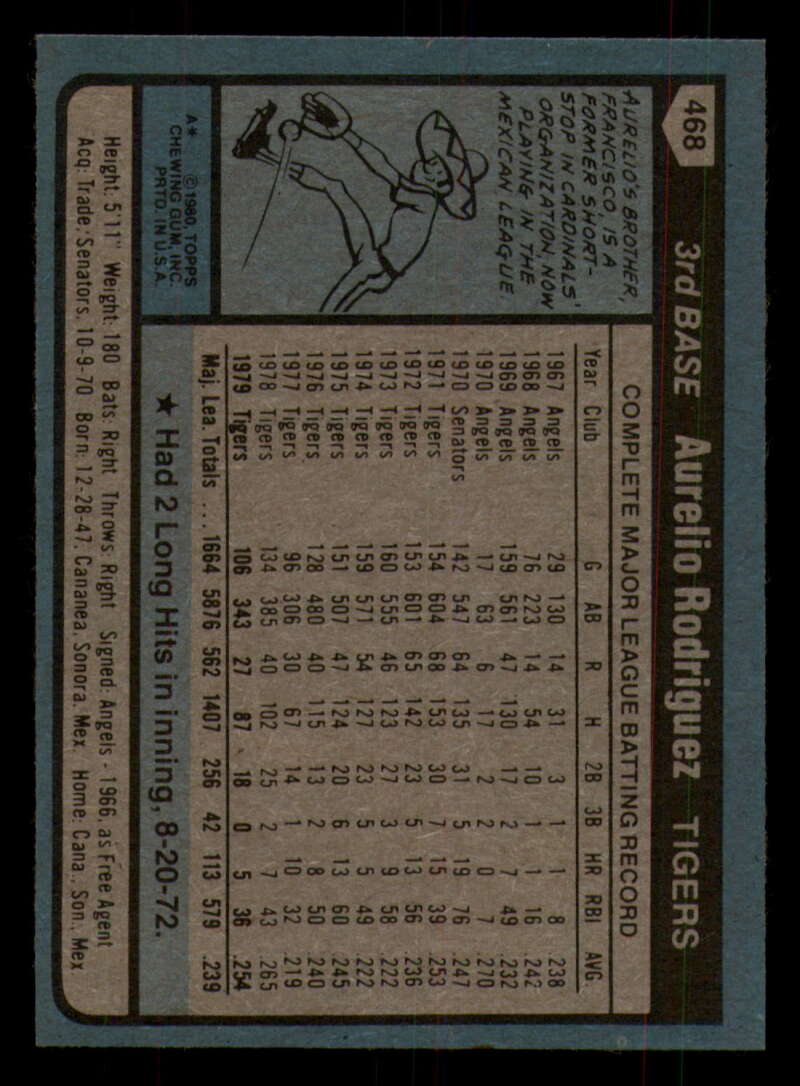 468 3rd BASE Aurelio Rodriguez TIGERS
AURELIO'S BROTHER,
FRANCISCO, IS A
FORMER SHORT-
STOP IN CARDINALS'
ORGANIZATION, NOW
PLAYING IN THE
MEXICAN LEAGUE.
A* © 1980, TOPPS
CHEWING GUM, INC.
PRTD. IN U.S.A.
COMPLETE MAJOR LEAGUE BATTING RECORD
Year Club G AB R H 2B 3B HR RBI AVG
1967 Angels 29 130 14 31 3 1 1 8 .238
1968 Angels 76 223 14 54 10 1 1 16 .242
1969 Angels 159 561 47 130 17 2 7 49 .232
1970 Angels 17 63 6 17 2 2 0 7 .270
1970 Senators 142 547 64 135 31 5 19 76 .247
1971 Tigers 154 604 68 153 30 7 15 39 .253
1972 Tigers 153 601 65 142 23 5 13 56 .236
1973 Tigers 160 555 46 123 27 3 9 58 .222
1974 Tigers 159 571 54 127 23 5 5 49 .222
1975 Tigers 151 507 47 124 20 6 13 60 .245
1976 Tigers 128 480 40 115 13 2 8 50 .240
1977 Tigers 96 306 30 67 14 1 10 32 .219
1978 Tigers 134 385 40 102 25 2 7 43 .265
1979 Tigers 106 343 27 87 18 0 5 36 .254
Maj. Lea. Totals . . . 1664 5876 562 1407 256 42 113 579 .239
★ Had 2 Long Hits in inning, 8-20-72.
Height: 5'11" Weight: 180 Bats: Right Throws: Right Signed: Angels - 1966, as Free Agent
Acq: Trade, Senators, 10-9-70 Born: 12-28-47, Cananea, Sonora, Mex Home: Cana., Son., Mex